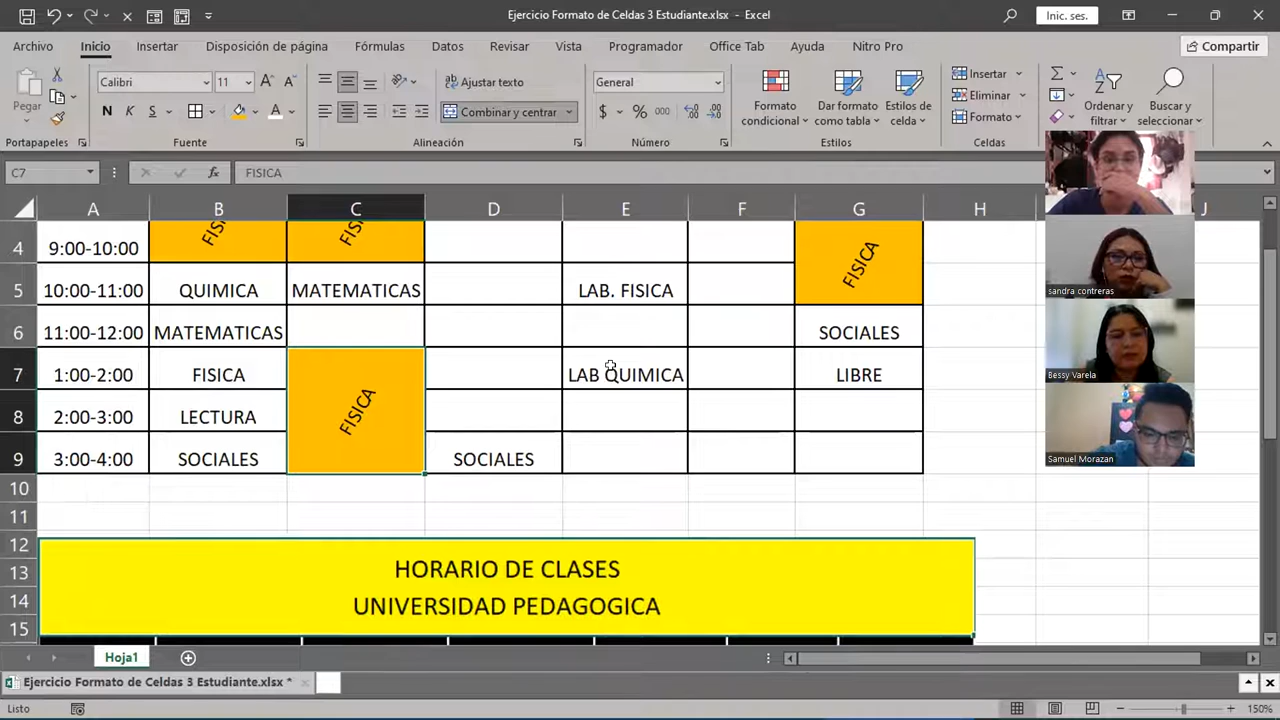 Ejercicio Formato de Celdas 3 Estudiante.xlsx - Excel
Inic. ses.
Archivo Inicio Insertar Disposición de página Fórmulas Datos Revisar Vista Programador Office Tab Ayuda Nitro Pro
Compartir
Pegar
Calibri 11
N K S
Ajustar texto
Combinar y centrar
General
$ % 000
Formato condicional
Dar formato como tabla
Estilos de celda
Insertar
Eliminar
Formato
Ordenar y filtrar
Buscar y seleccionar
Portapapeles Fuente Alineación Número Estilos Celdas
C7 fx FISICA
A B C D E F G H J
4 9:00-10:00 FISICA
5 10:00-11:00 QUIMICA MATEMATICAS LAB. FISICA
6 11:00-12:00 MATEMATICAS SOCIALES
7 1:00-2:00 FISICA FISICA LAB QUIMICA LIBRE
8 2:00-3:00 LECTURA
9 3:00-4:00 SOCIALES SOCIALES
10
11
12
13 HORARIO DE CLASES
14 UNIVERSIDAD PEDAGOGICA
15
sandra contreras
Bessy Varela
Samuel Morazan
Hoja1
Ejercicio Formato de Celdas 3 Estudiante.xlsx *
Listo
150%